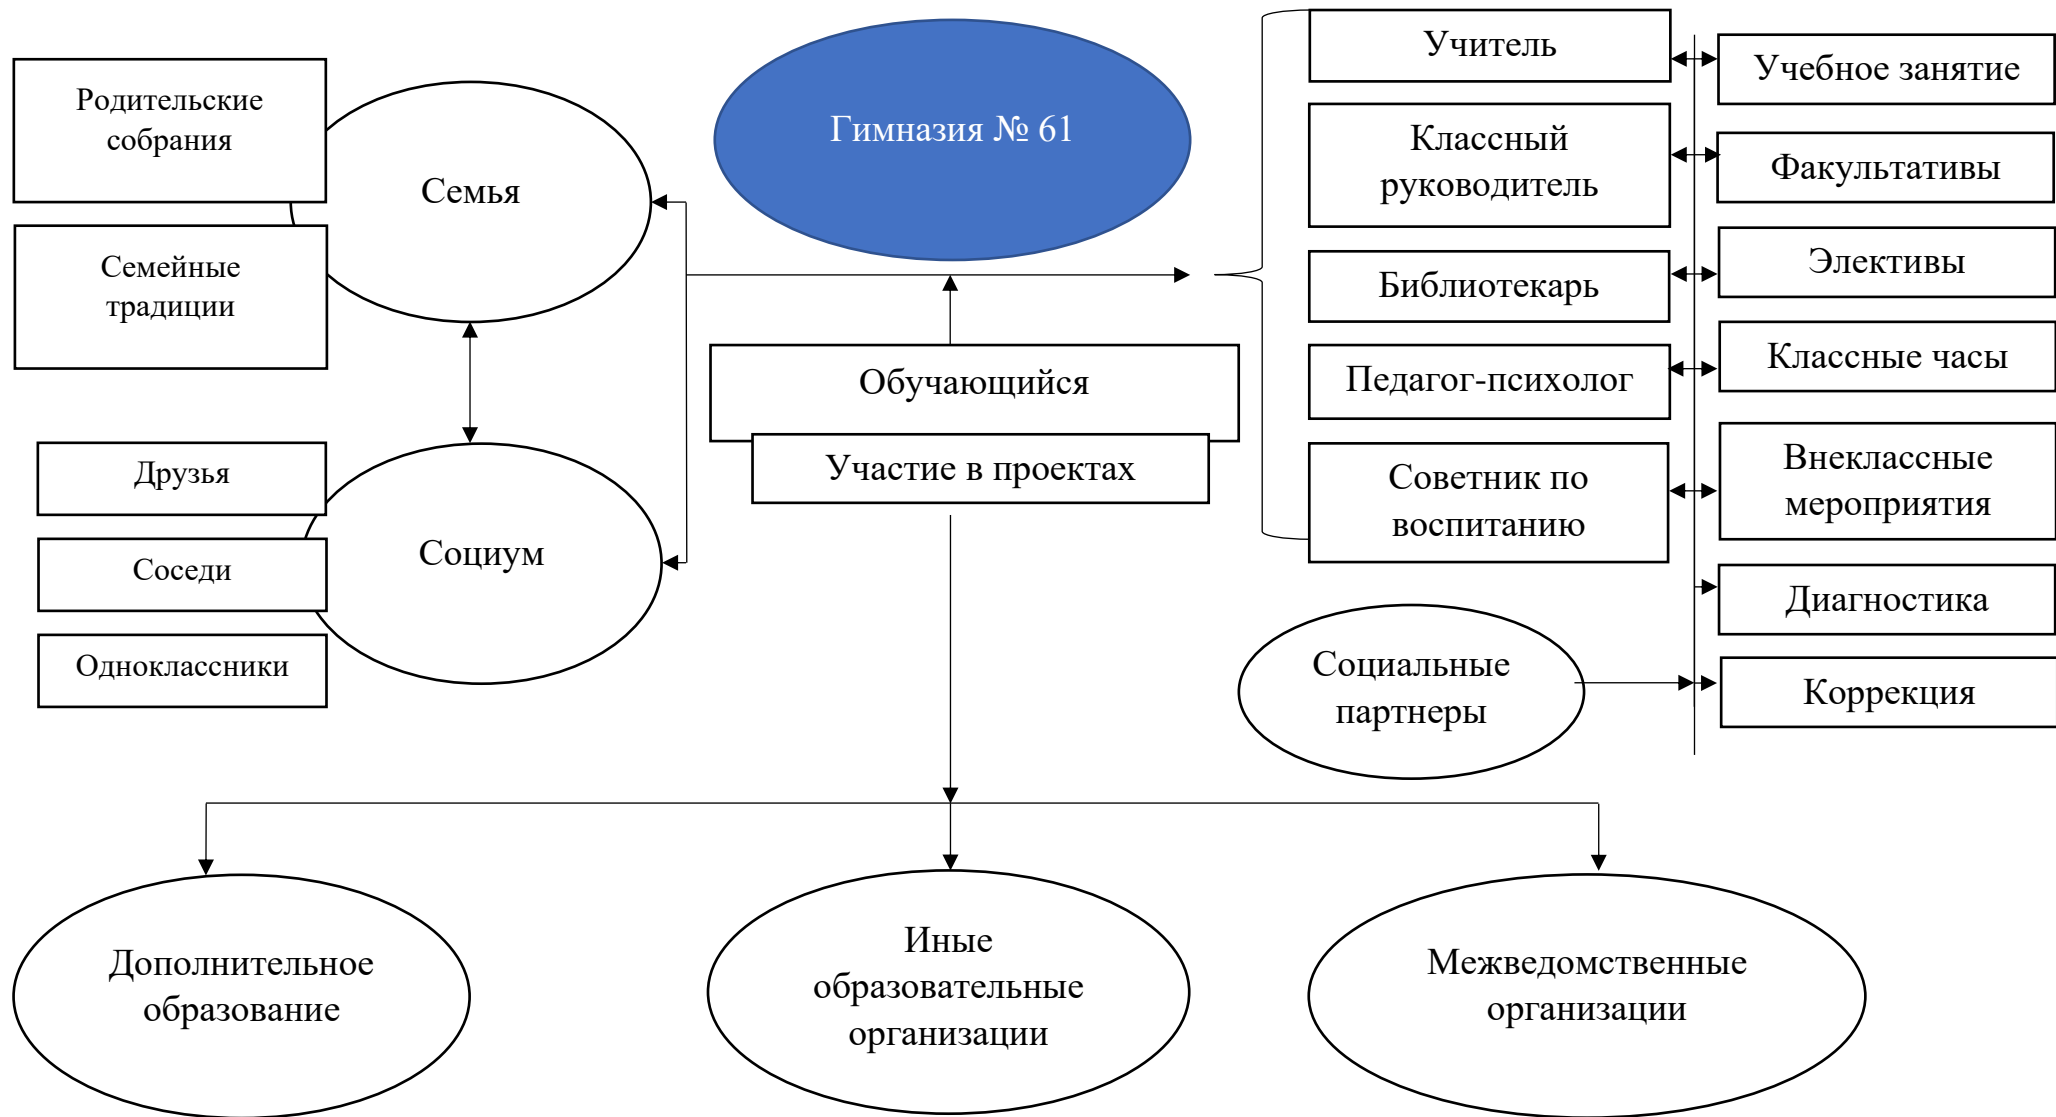 Гимназия № 61
Родительские
собрания
Семейные
традиции
Семья
Друзья
Соседи
Одноклассники
Социум
Обучающийся
Участие в проектах
Учитель
Классный
руководитель
Библиотекарь
Педагог-психолог
Советник по
воспитанию
Социальные
партнеры
Учебное занятие
Факультативы
Элективы
Классные часы
Внеклассные
мероприятия
Диагностика
Коррекция
Дополнительное
образование
Иные
образовательные
организации
Межведомственные
организации